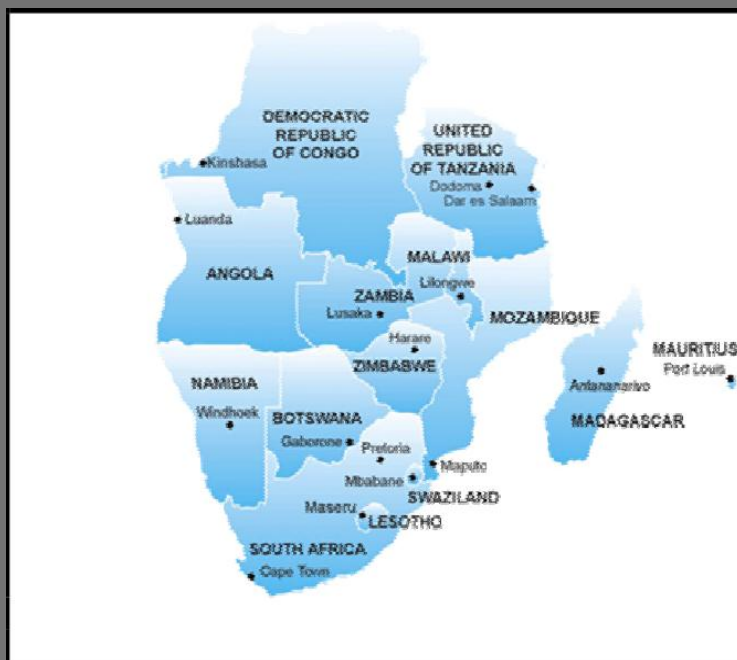 DEMOCRATIC
REPUBLIC
OF CONGO
Kinshasa
UNITED
REPUBLIC
OF TANZANIA
Dodoma
Dar es Salaam
Luanda
ANGOLA
MALAWI
Lilongwe
ZAMBIA
Lusaka
MOZAMBIQUE
Harare
ZIMBABWE
MAURITIUS
Port Louis
Antananarivo
MADAGASCAR
NAMIBIA
Windhoek
BOTSWANA
Gaborone
Pretoria
Maputo
Mbabane
SWAZILAND
Maseru
LESOTHO
SOUTH AFRICA
Cape Town